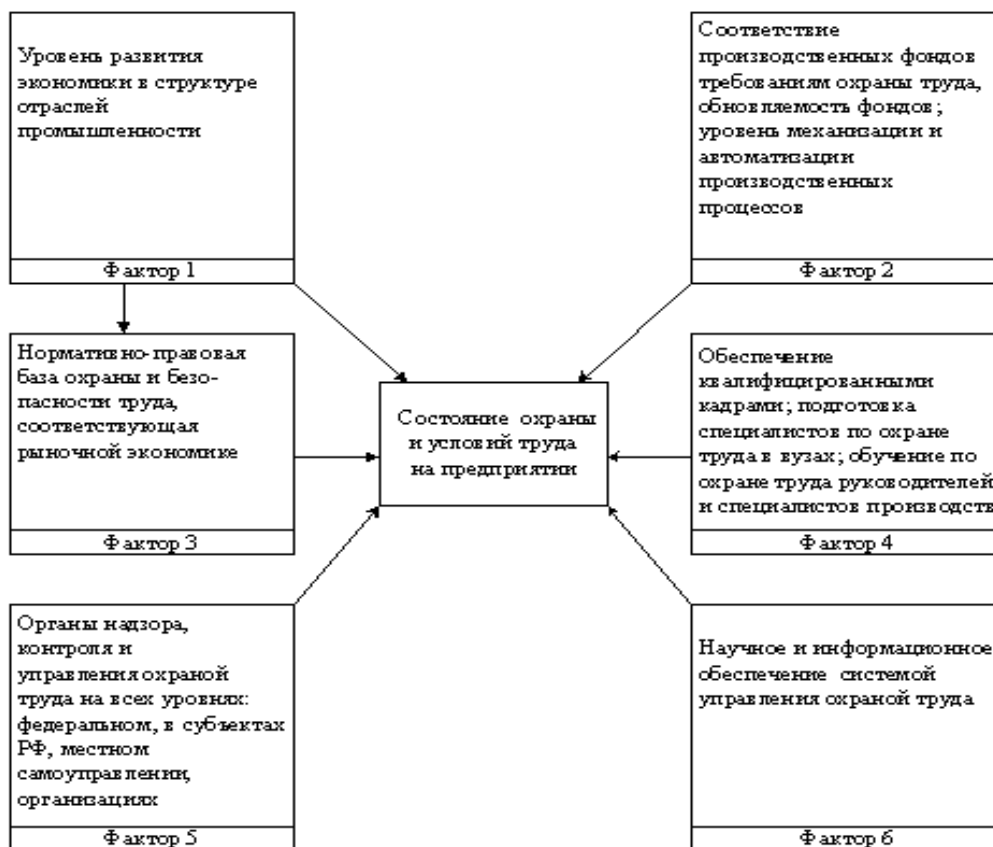 Уровень развития
экономики в структуре
отраслей
промышленности
Фактор 1
Соответствие
производственных фондов
требованиям охраны труда,
обновляемость фондов;
уровень механизации и
автоматизации
производственных
процессов
Фактор 2
Нормативно-правовая
база охраны и безо-
пасности труда,
соответствующая
рыночной экономике
Фактор 3
Состояние охраны
и условий труда
на предприятии
Обеспечение
квалифицированными
кадрами; подготовка
специалистов по охране
труда в вузах; обучение по
охране труда руководителей
и специалистов производств
Фактор 4
Органы надзора,
контроля и
управления охраной
труда на всех уровнях:
федеральном, в субъектах
РФ, местном
самоуправлении,
организациях
Фактор 5
Научное и информационное
обеспечение системой
управления охраной труда
Фактор 6